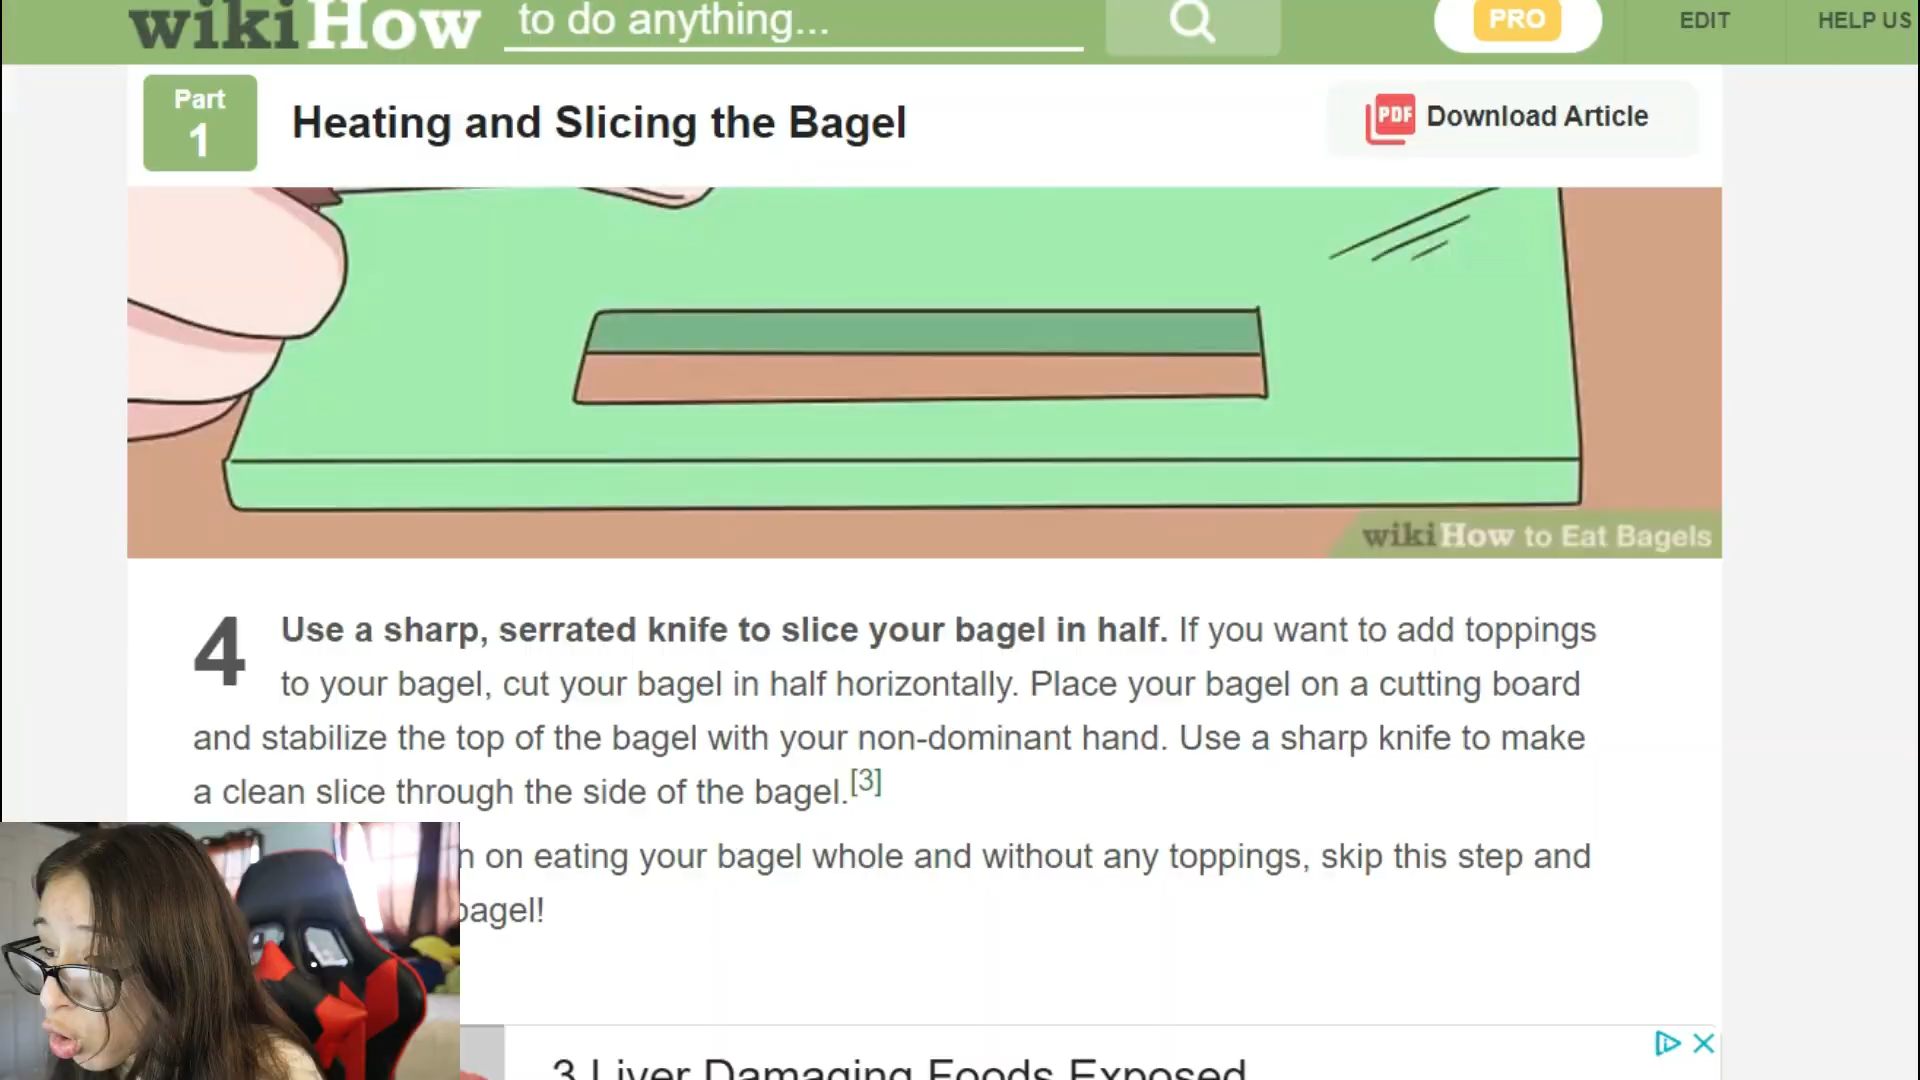 wikiHow to do anything... PRO EDIT HELP US
Part
1
Heating and Slicing the Bagel
PDF Download Article
wikiHow to Eat Bagels
4 Use a sharp, serrated knife to slice your bagel in half. If you want to add toppings
to your bagel, cut your bagel in half horizontally. Place your bagel on a cutting board
and stabilize the top of the bagel with your non-dominant hand. Use a sharp knife to make
a clean slice through the side of the bagel.[3]
on eating your bagel whole and without any toppings, skip this step and
bagel!
3 Liver Damaging Foods Exposed